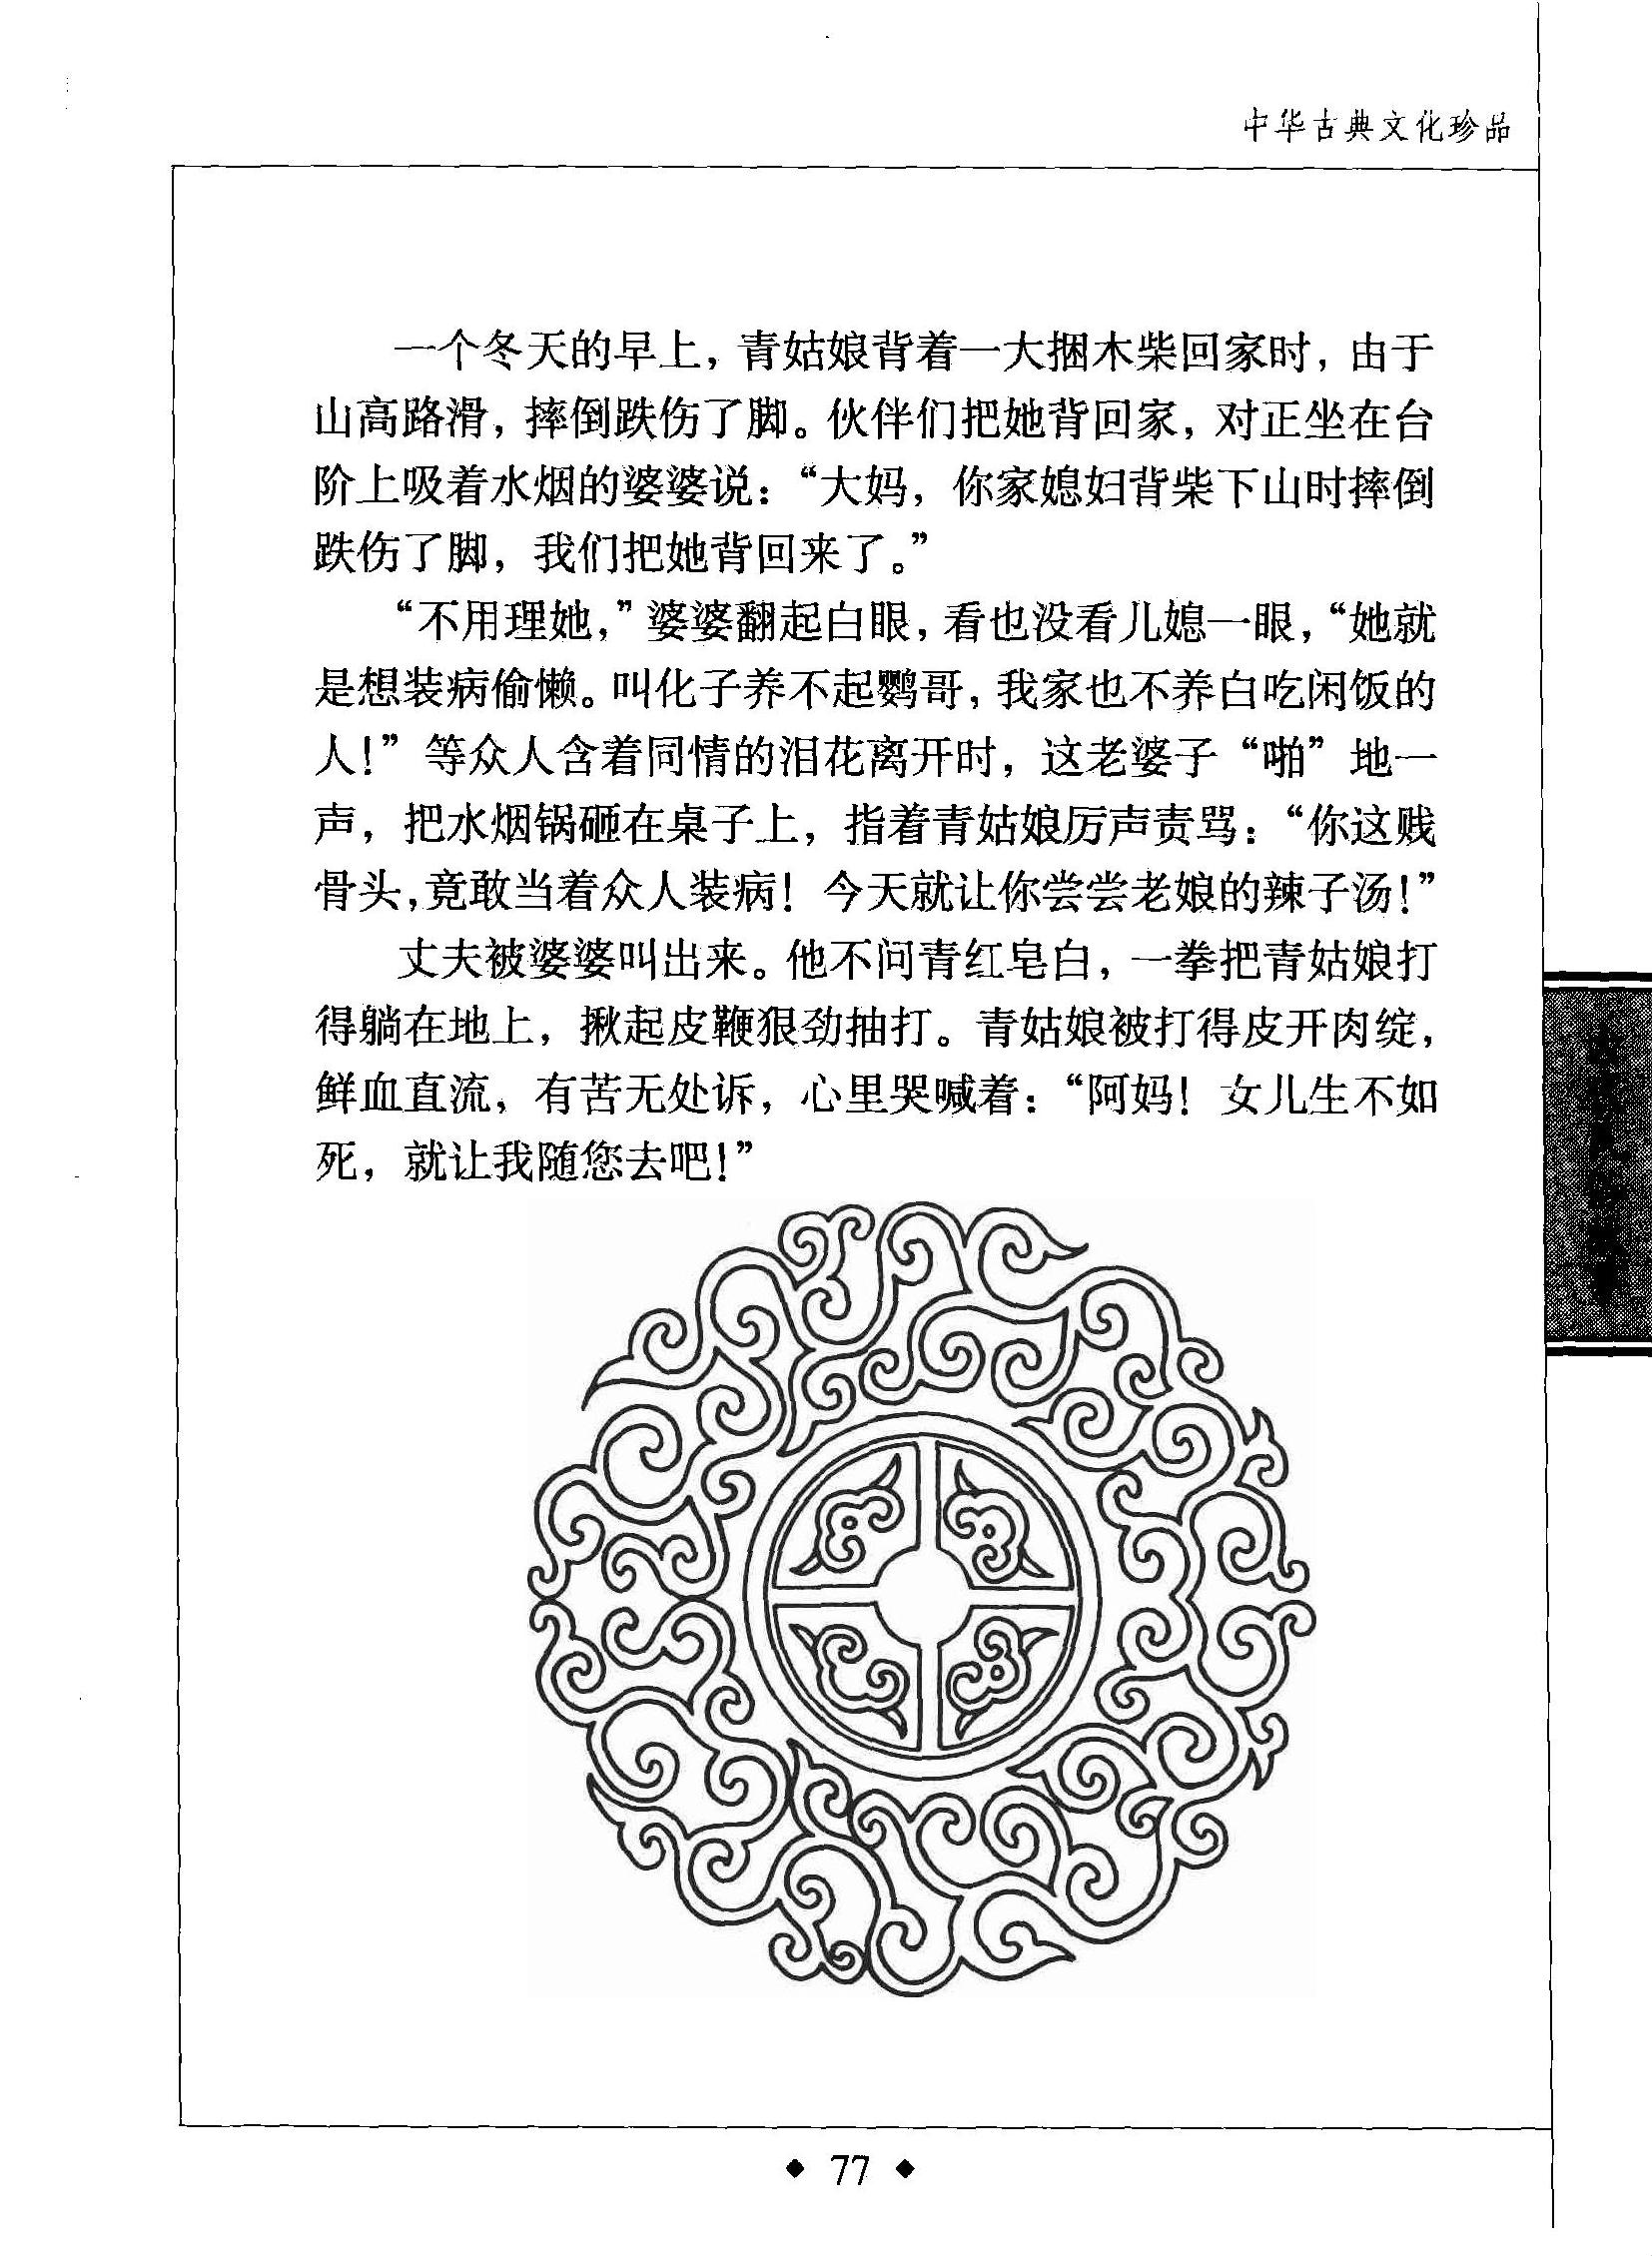 中华古典文化珍品
一个冬天的早上，青姑娘背着一大捆木柴回家时，由于
山高路滑，摔倒跌伤了脚。伙伴们把她背回家，对正坐在台
阶上吸着水烟的婆婆说：“大妈，你家媳妇背柴下山时摔倒
跌伤了脚，我们把她背回来了。”
“不用理她，”婆婆翻起白眼，看也没看儿媳一眼，“她就
是想装病偷懒。叫化子养不起鹦哥，我家也不养白吃闲饭的
人！”等众人含着同情的泪花离开时，这老婆子“啪”地一
声，把水烟锅砸在桌子上，指着青姑娘厉声责骂：“你这贱
骨头，竟敢当着众人装病！今天就让你尝尝老娘的辣子汤！”
丈夫被婆婆叫出来。他不问青红皂白，一拳把青姑娘打
得躺在地上，揪起皮鞭狠劲抽打。青姑娘被打得皮开肉绽，
鲜血直流，有苦无处诉，心里哭喊着：“阿妈！女儿生不如
死，就让我随您去吧！”
◆ 77 ◆